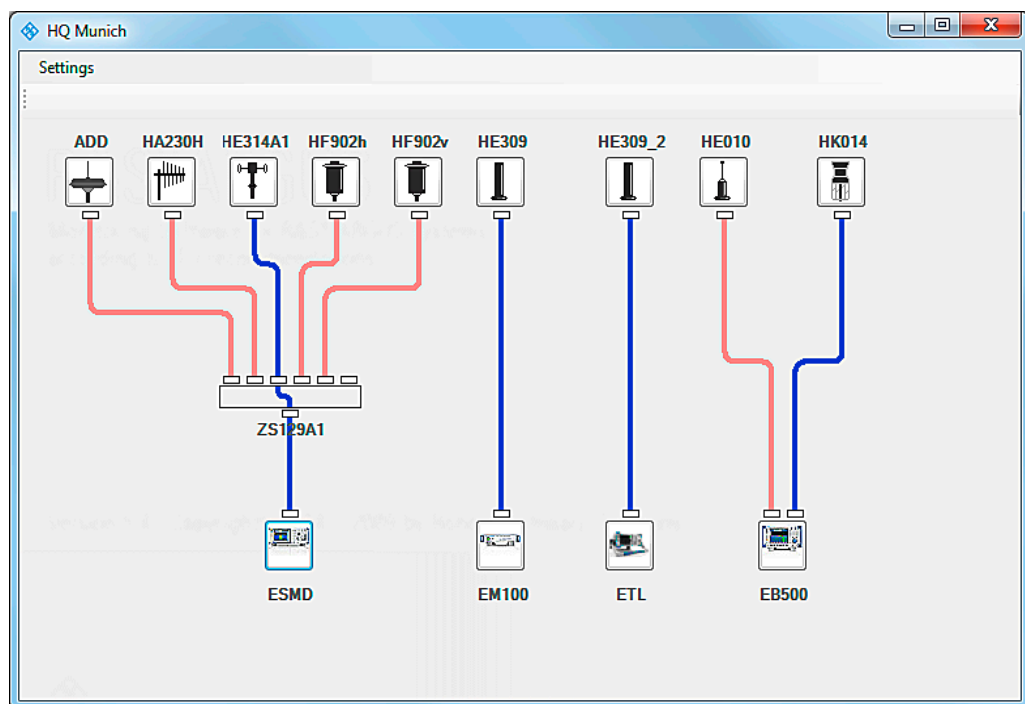 HQ Munich
Settings
ADD HA230H HE314A1 HF902h HF902v HE309 HE309_2 HE010 HK014
ZS129A1
ESMD EM100 ETL EB500